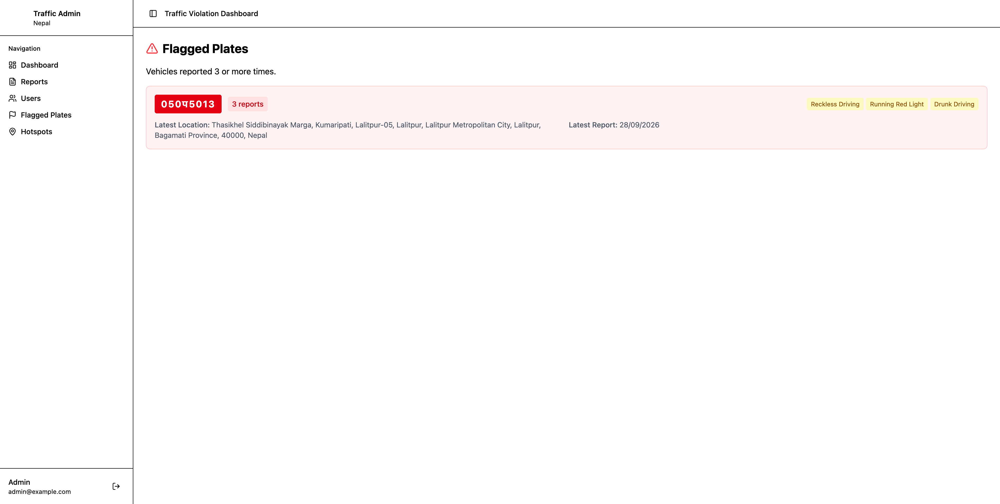 Traffic Admin
Nepal
Navigation
Dashboard
Reports
Users
Flagged Plates
Hotspots
Admin
admin@example.com
Traffic Violation Dashboard
Flagged Plates
Vehicles reported 3 or more times.
050प5013
3 reports
Reckless Driving
Running Red Light
Drunk Driving
Latest Location: Thasikhel Siddibinayak Marga, Kumaripati, Lalitpur-05, Lalitpur, Lalitpur Metropolitan City, Lalitpur,
Bagamati Province, 40000, Nepal
Latest Report: 28/09/2026